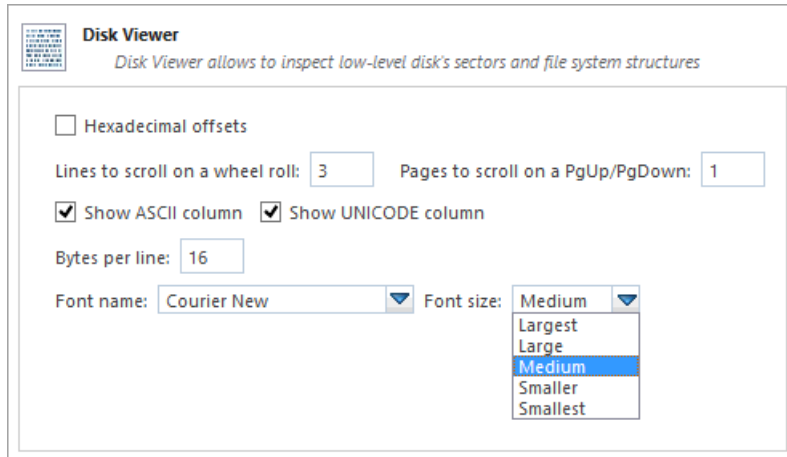 Disk Viewer
Disk Viewer allows to inspect low-level disk's sectors and file system structures
Hexadecimal offsets
Lines to scroll on a wheel roll: 3 Pages to scroll on a PgUp/PgDown: 1
Show ASCII column Show UNICODE column
Bytes per line: 16
Font name: Courier New Font size: Medium
Largest
Large
Medium
Smaller
Smallest